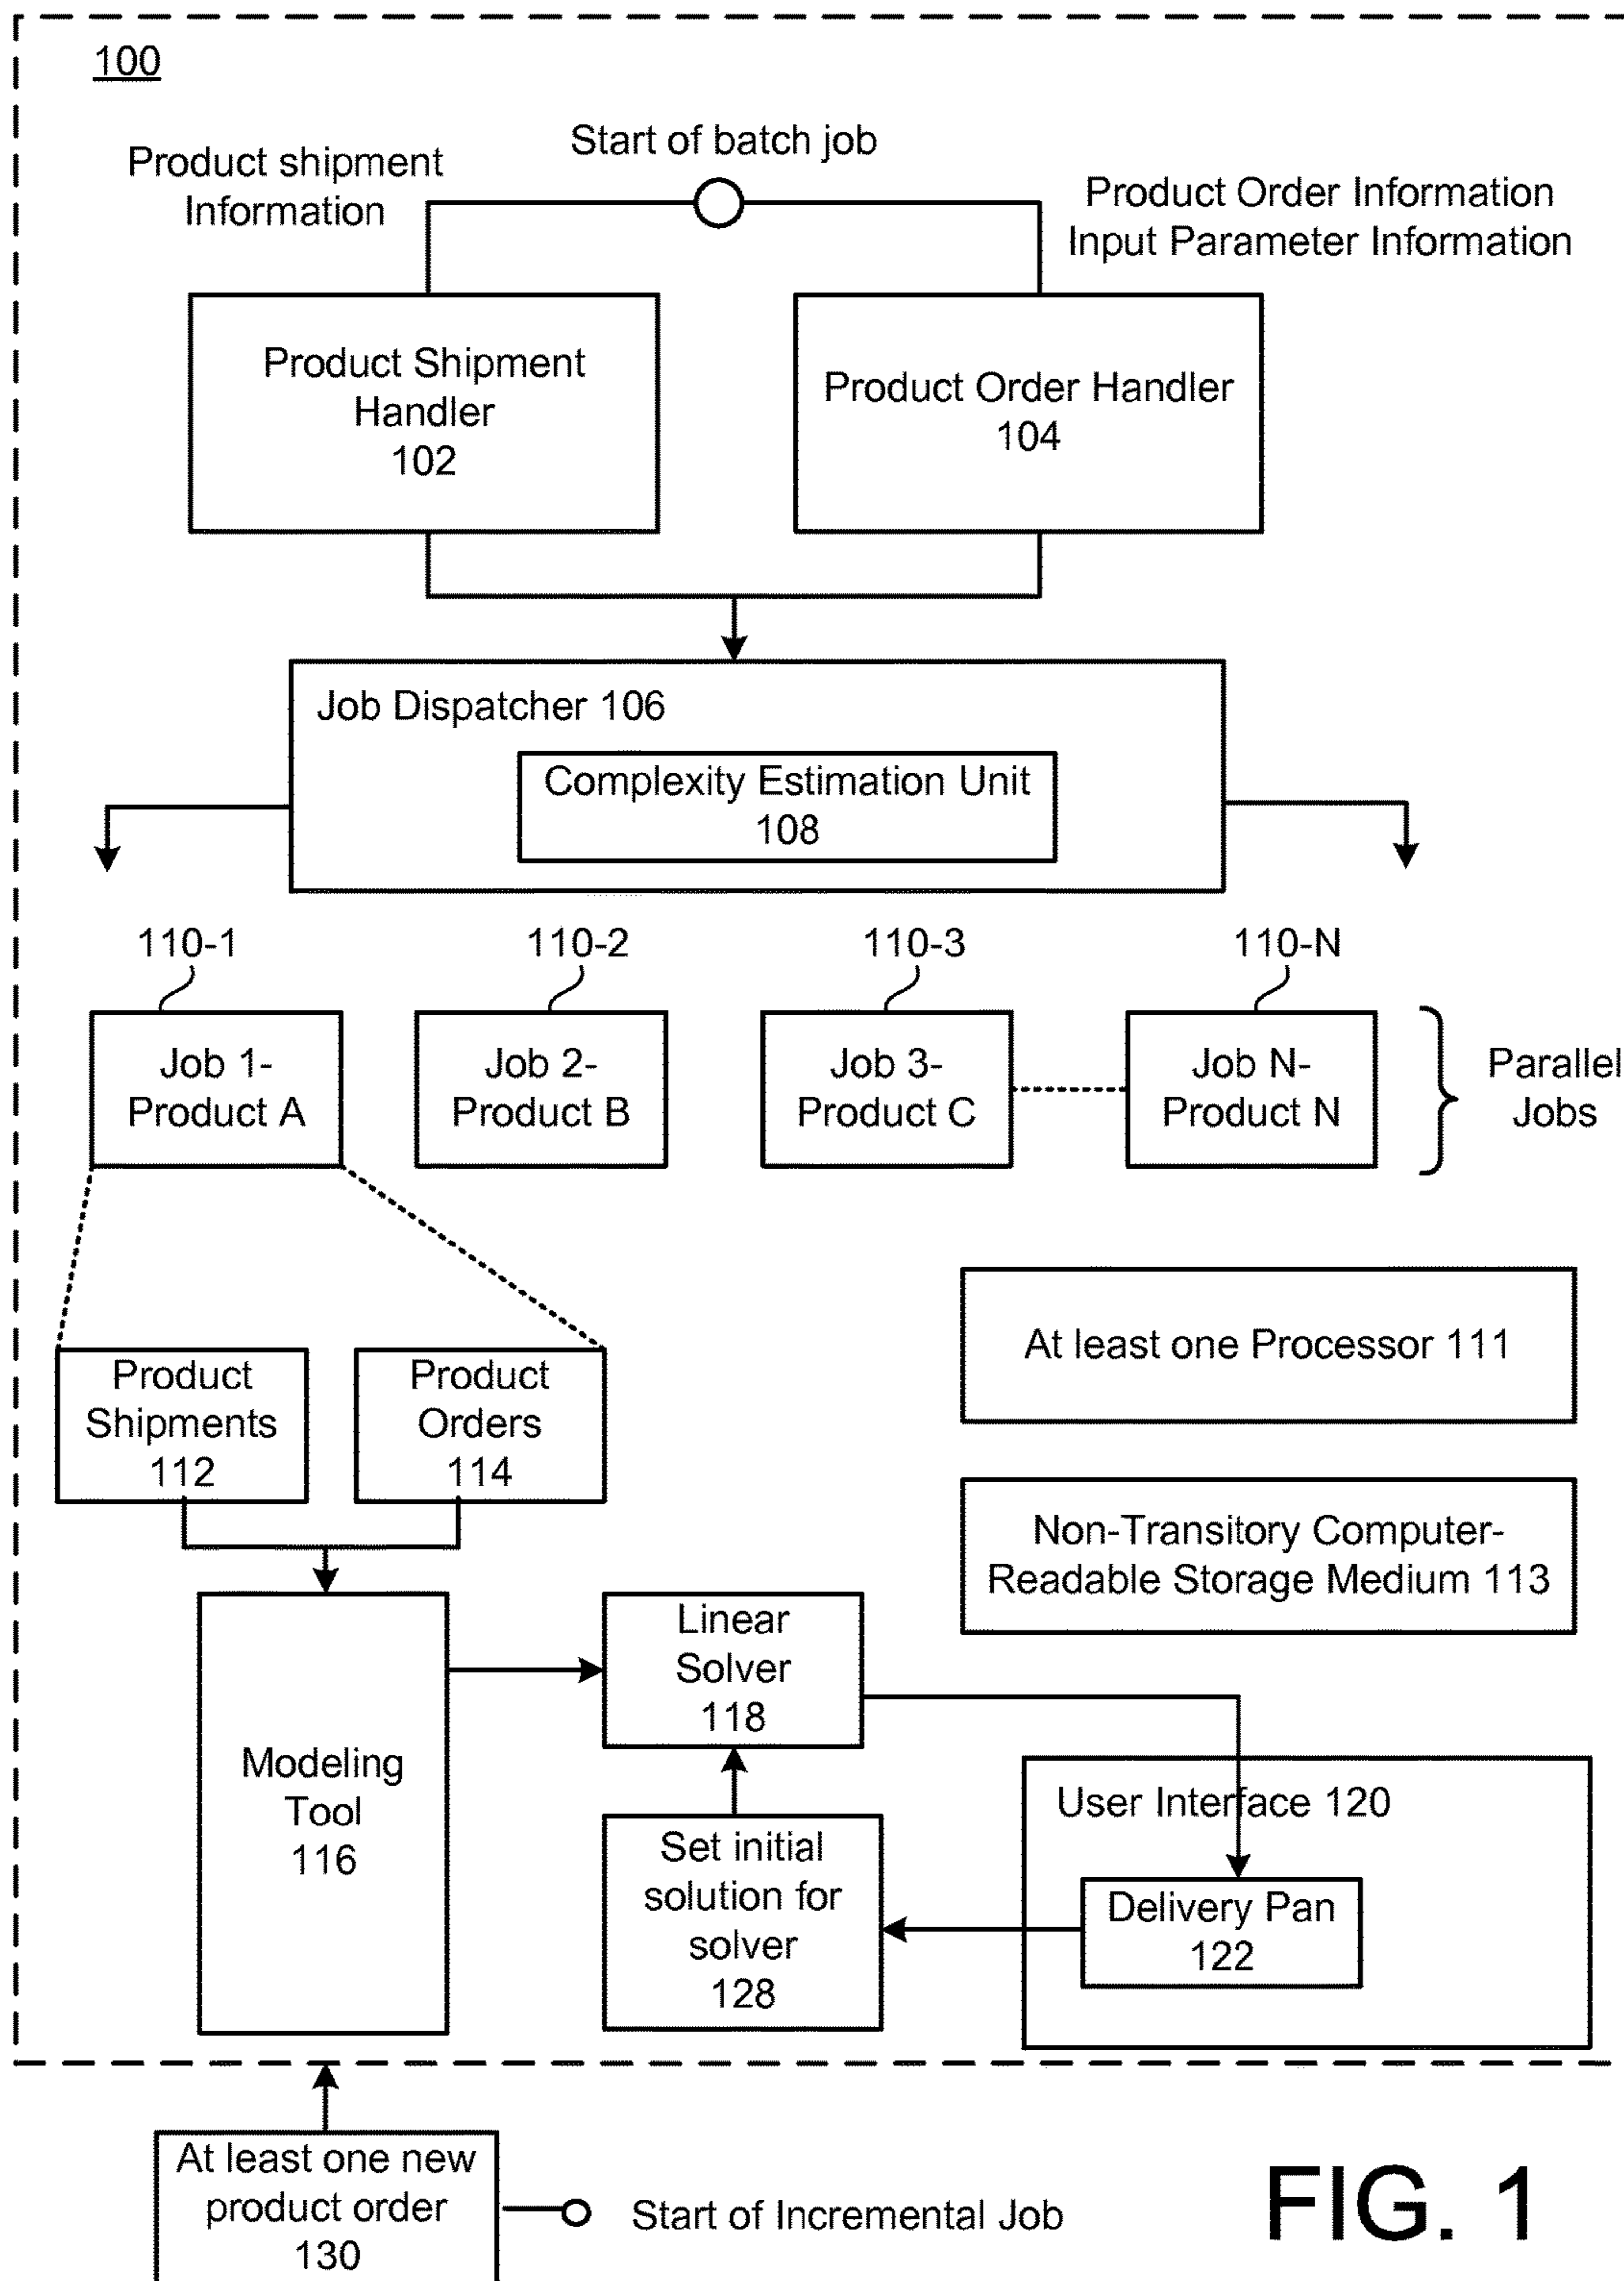 100
Start of batch job
Product shipment
Information
Product Order Information
Input Parameter Information
Product Shipment
Handler
102
Product Order Handler
104
Job Dispatcher 106
Complexity Estimation Unit
108
110-1
110-2
110-3
110-N
Job 1-
Product A
Job 2-
Product B
Job 3-
Product C
Job N-
Product N
Parallel
Jobs
At least one Processor 111
Product
Shipments
112
Product
Orders
114
Non-Transitory Computer-
Readable Storage Medium 113
Linear
Solver
118
Modeling
Tool
116
User Interface 120
Set initial
solution for
solver
128
Delivery Pan
122
At least one new
product order
130
Start of Incremental Job
FIG. 1